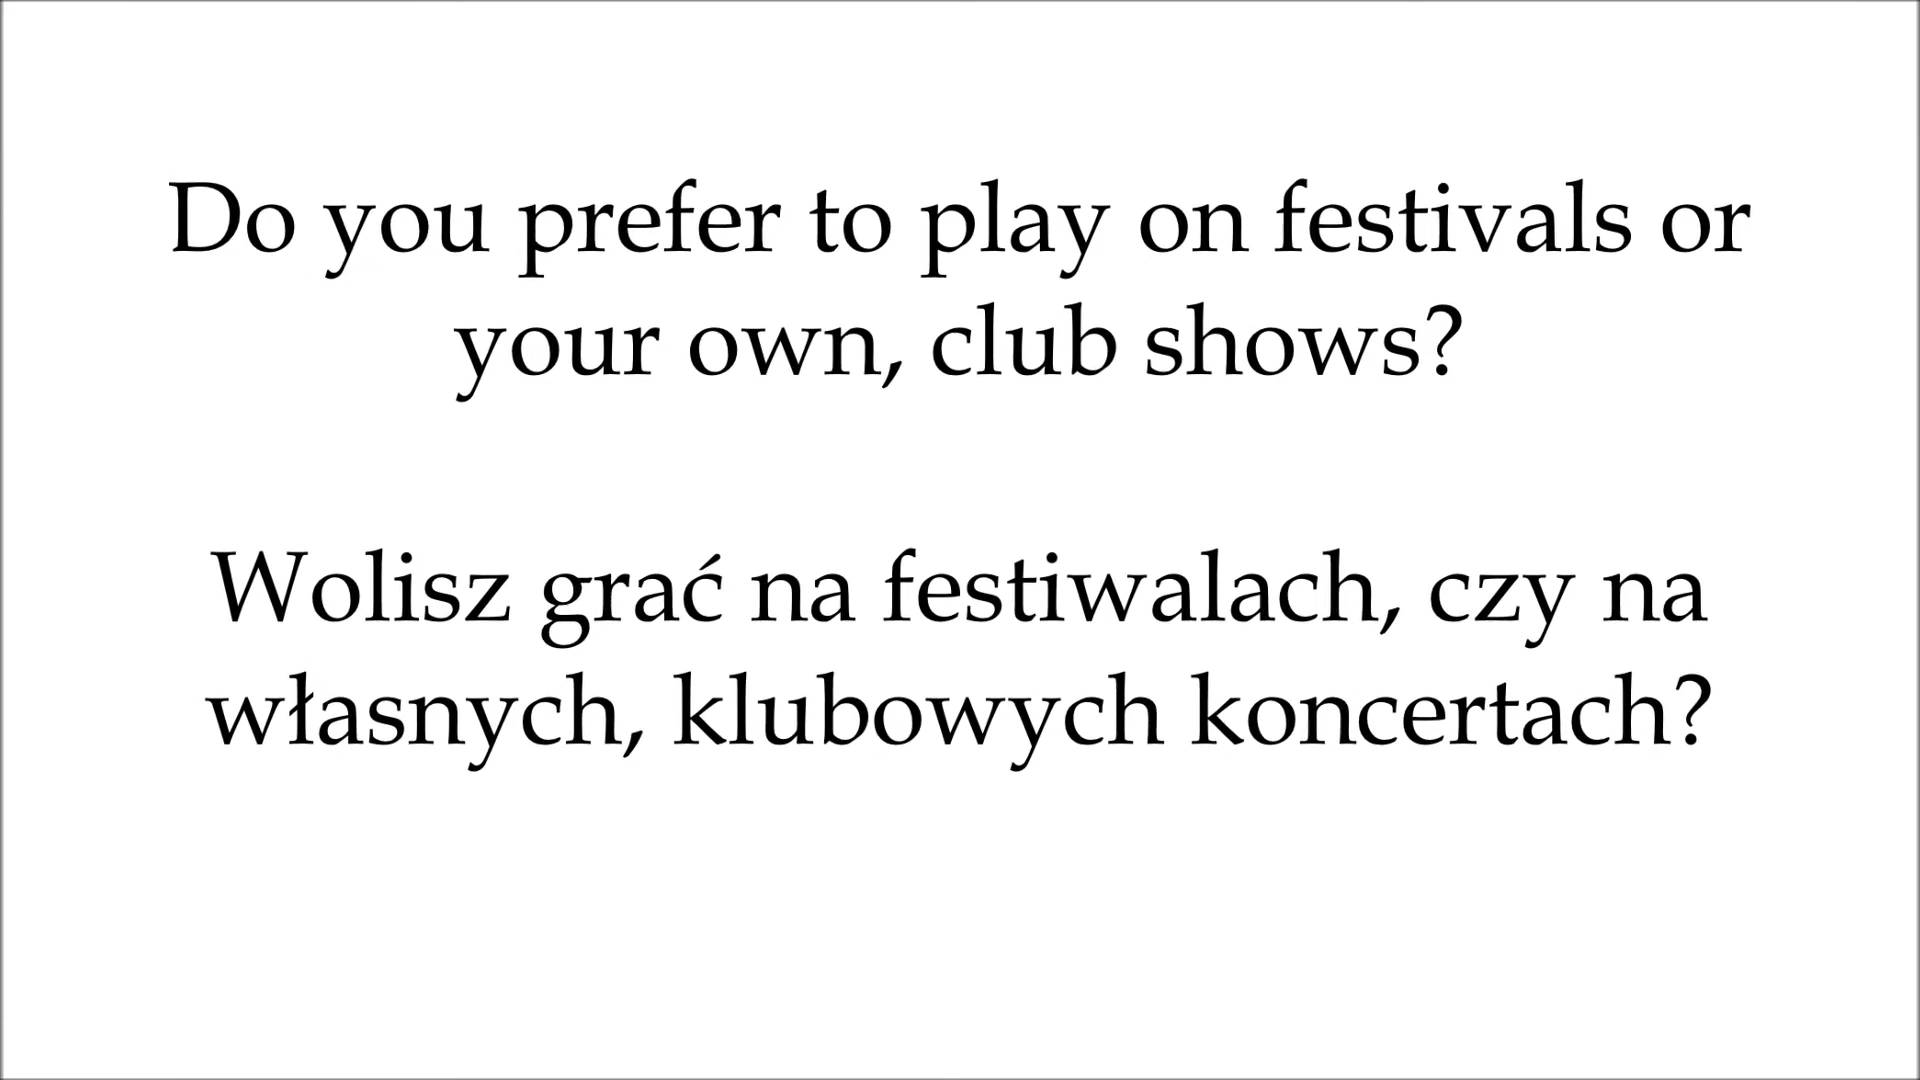 Do you prefer to play on festivals or
your own, club shows?
Wolisz grać na festiwalach, czy na
własnych, klubowych koncertach?